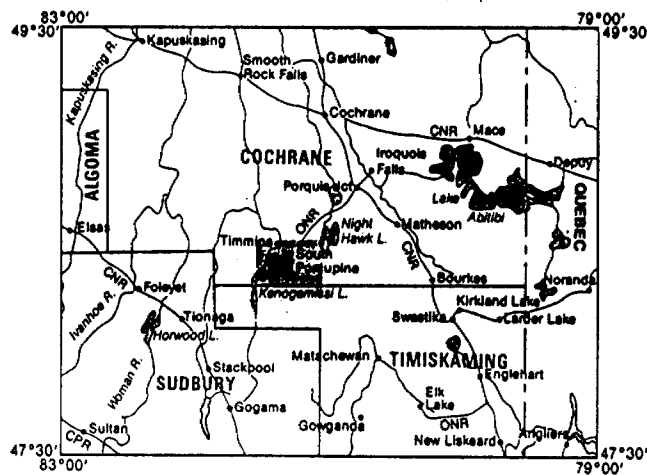 83°00'
79°00'
49°30'
49°30'
Kapuskasing R.
Kapuskasing
Smooth
Rock Falls
Gardiner
Cochrane
CNR
Mace
ALGOMA
COCHRANE
Iroquois
Falls
Depuy
Porquis Jct.
Lake
Abitibi
QUEBEC
ONR
Night
Hawk L.
Matheson
Elsas
Timmins
South
Porcupine
CNR
CNR
Foleyet
Kenogamissi L.
Bourkes
Noranda
Ivanhoe R.
Tionaga
Kirkland Lake
Swastika
Larder Lake
Horwood L.
Matachewan
TIMISKAMING
Woman R.
Stackpool
SUDBURY
Englehart
Gogama
Elk
Lake
Sultan
Gowganda
ONR
CPR
New Liskeard
Angliers
47°30'
47°30'
83°00'
79°00'